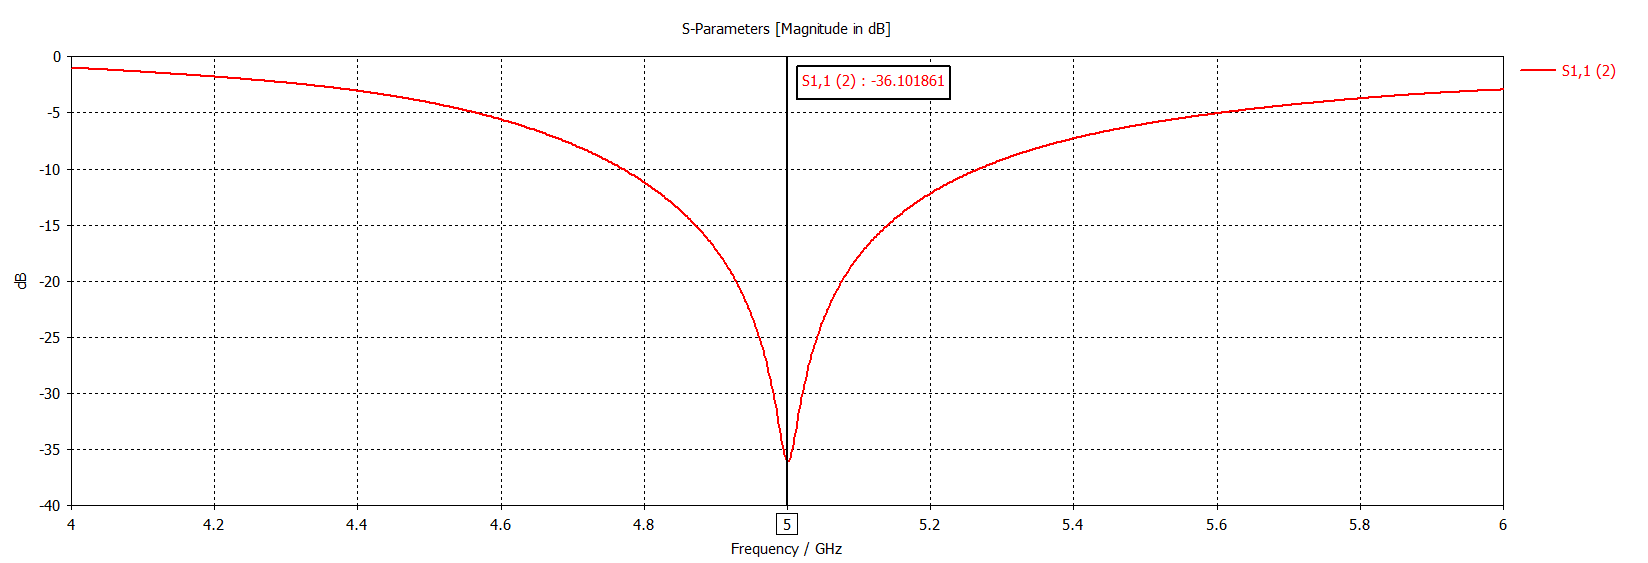 S-Parameters [Magnitude in dB]
S1,1 (2) : -36.101861
S1,1 (2)
0
-5
-10
-15
-20
-25
-30
-35
-40
dB
4 4.2 4.4 4.6 4.8 5 5.2 5.4 5.6 5.8 6
Frequency / GHz